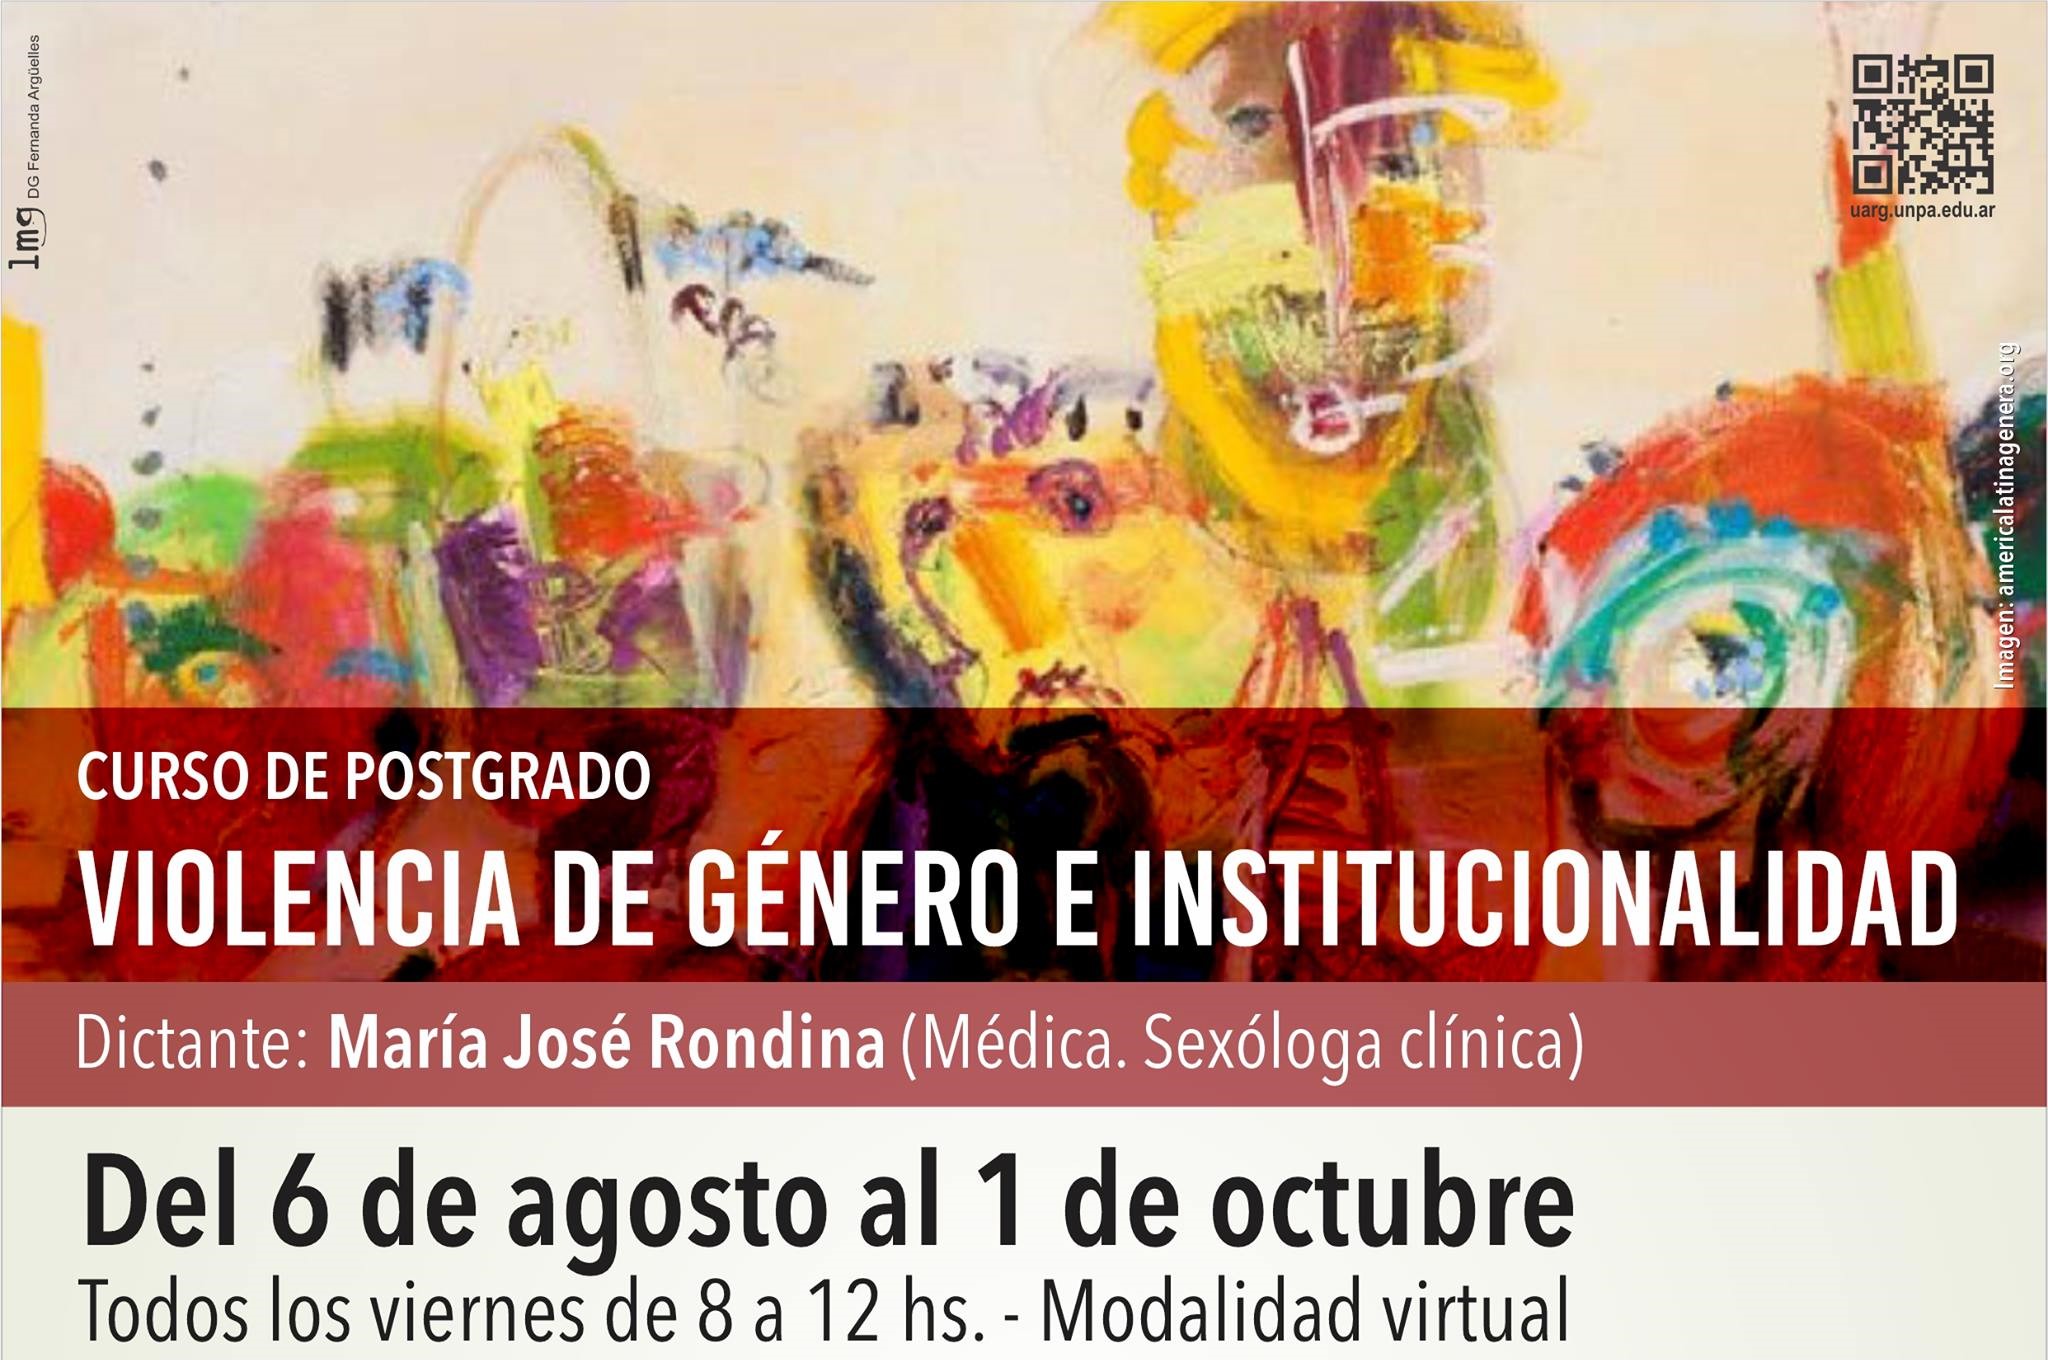 lmg DG Fernanda Argüelles
uarg.unpa.edu.ar
Imagen: americalatinagenera.org
CURSO DE POSTGRADO
VIOLENCIA DE GÉNERO E INSTITUCIONALIDAD
Dictante: María José Rondina (Médica. Sexóloga clínica)
Del 6 de agosto al 1 de octubre
Todos los viernes de 8 a 12 hs. - Modalidad virtual